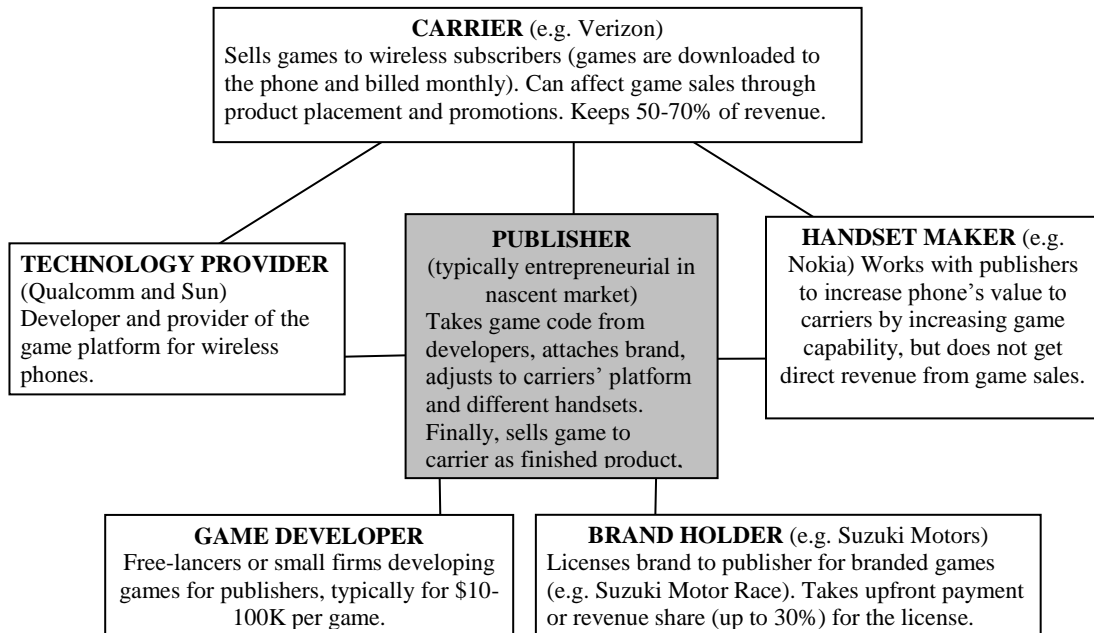 CARRIER (e.g. Verizon)
Sells games to wireless subscribers (games are downloaded to
the phone and billed monthly). Can affect game sales through
product placement and promotions. Keeps 50-70% of revenue.
TECHNOLOGY PROVIDER
(Qualcomm and Sun)
Developer and provider of the
game platform for wireless
phones.
PUBLISHER
(typically entrepreneurial in
nascent market)
Takes game code from
developers, attaches brand,
adjusts to carriers’ platform
and different handsets.
Finally, sells game to
carrier as finished product,
HANDSET MAKER (e.g.
Nokia) Works with publishers
to increase phone’s value to
carriers by increasing game
capability, but does not get
direct revenue from game sales.
GAME DEVELOPER
Free-lancers or small firms developing
games for publishers, typically for $10-
100K per game.
BRAND HOLDER (e.g. Suzuki Motors)
Licenses brand to publisher for branded games
(e.g. Suzuki Motor Race). Takes upfront payment
or revenue share (up to 30%) for the license.